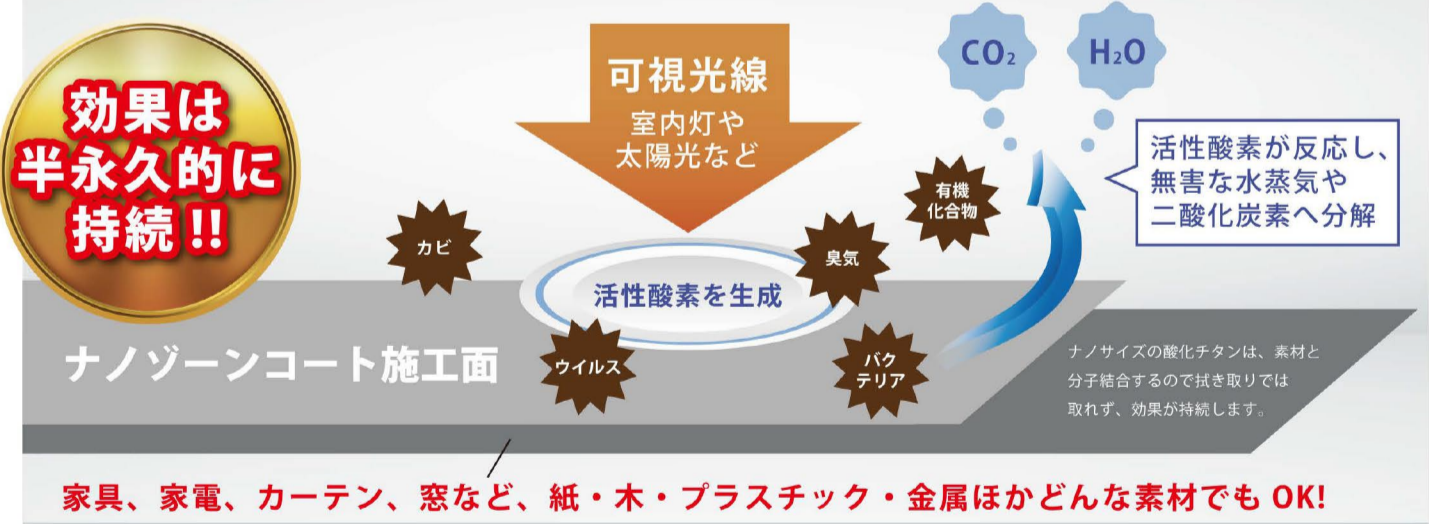 効果は
半永久的に
持続!!
可視光線
室内灯や
太陽光など
CO₂
H₂O
活性酸素が反応し、
無害な水蒸気や
二酸化炭素へ分解
有機
化合物
カビ
臭気
活性酸素を生成
ウイルス
バク
テリア
ナノゾーンコート施工面
ナノサイズの酸化チタンは、素材と
分子結合するので拭き取りでは
取れず、効果が持続します。
家具、家電、カーテン、窓など、紙・木・プラスチック・金属ほかどんな素材でも OK!